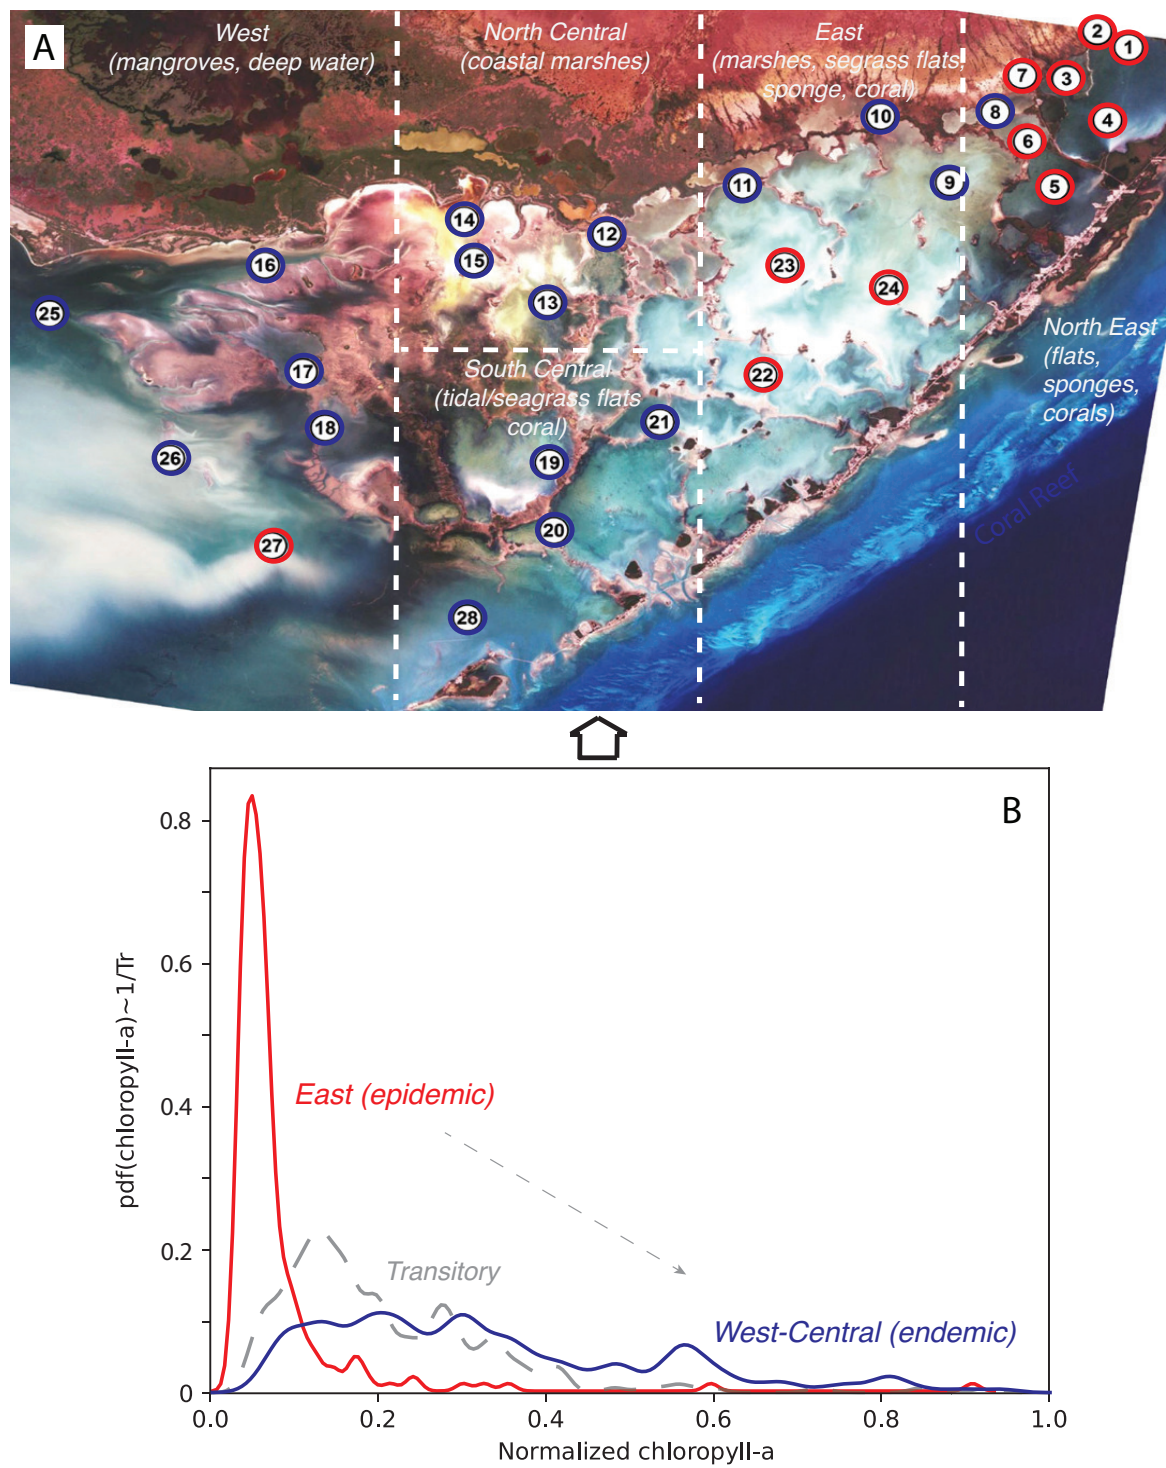 A
West
(mangroves, deep water)
North Central
(coastal marshes)
East
(marshes, segrass flats
sponge, coral)
2
1
7
3
8
4
10
6
9
5
11
14
12
15
16
23
24
13
25
North East
(flats,
sponges,
corals)
17
South Central
(tidal/seagrass flats
coral)
22
18
21
26
19
Coral Reef
20
27
28
B
0.8
0.6
0.4
0.2
0
pdf(chloropyll-a)~1/Tr
East (epidemic)
Transitory
West-Central (endemic)
0.0
0.2
0.4
0.6
0.8
1.0
Normalized chloropyll-a